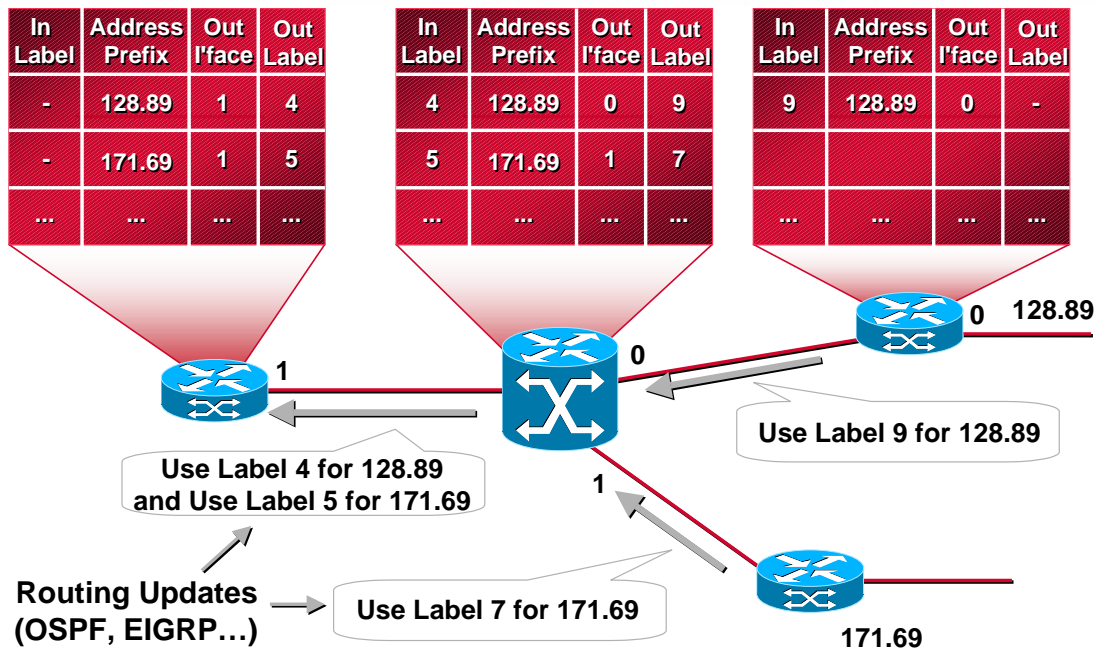 In Label Address Prefix Out I'face Out Label
- 128.89 1 4
- 171.69 1 5
... ... ... ...
In Label Address Prefix Out I'face Out Label
4 128.89 0 9
5 171.69 1 7
... ... ... ...
In Label Address Prefix Out I'face Out Label
9 128.89 0 -
... ... ... ...
0 128.89
1
0
Use Label 9 for 128.89
Use Label 4 for 128.89
and Use Label 5 for 171.69
1
Routing Updates
(OSPF, EIGRP...)
Use Label 7 for 171.69
171.69